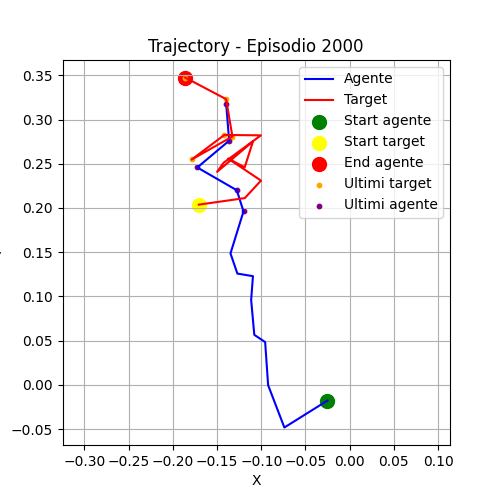 Trajectory - Episodio 2000
Agente
Target
Start agente
Start target
End agente
Ultimi target
Ultimi agente
0.35
0.30
0.25
0.20
0.15
0.10
0.05
0.00
−0.05
−0.30 −0.25 −0.20 −0.15 −0.10 −0.05 0.00 0.05 0.10
X